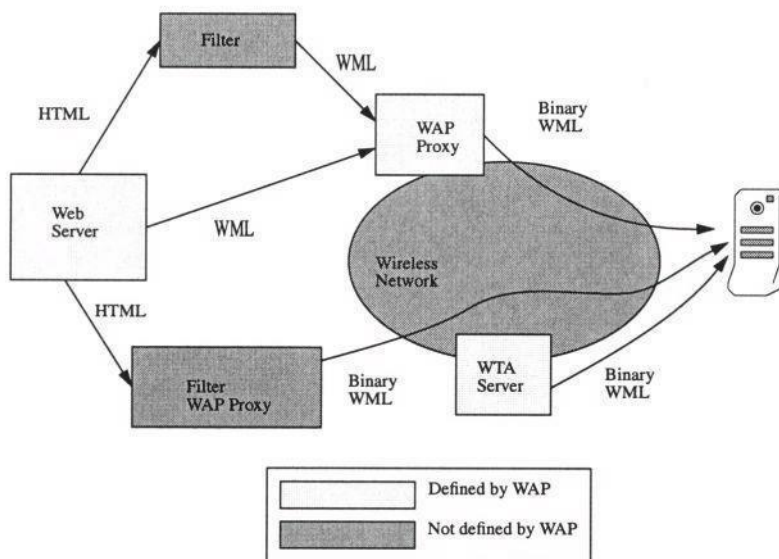 Filter
WML
HTML
WAP
Proxy
Binary
WML
Web
Server
WML
Wireless
Network
HTML
Filter
WAP Proxy
Binary
WML
WTA
Server
Binary
WML
Defined by WAP
Not defined by WAP